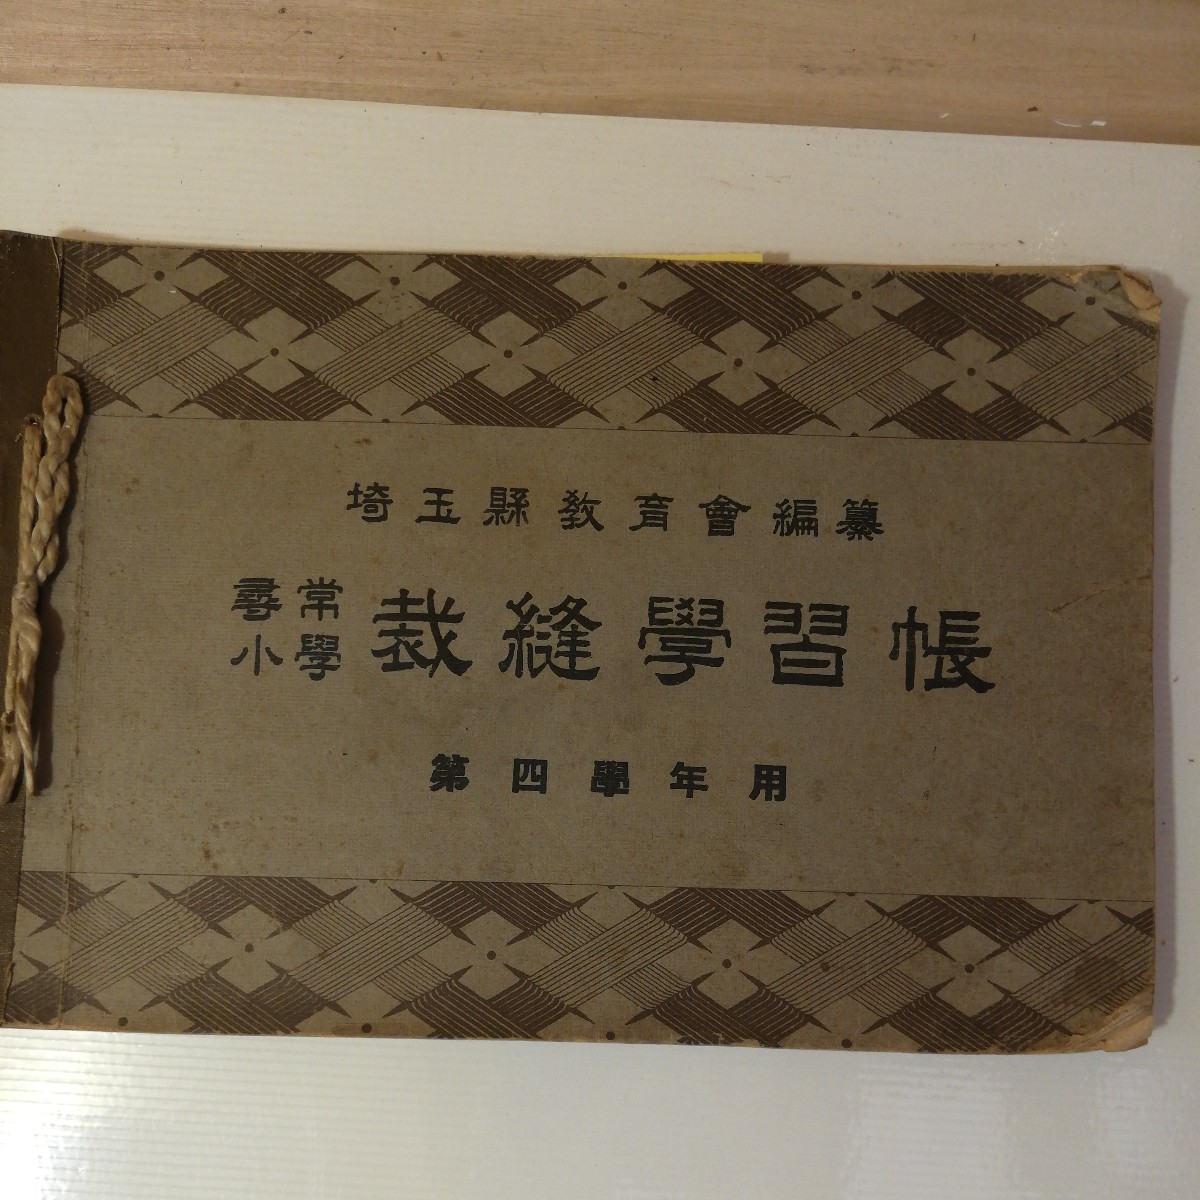 埼玉縣教育會編纂
尋常小學 裁縫學習帳
第四學年用